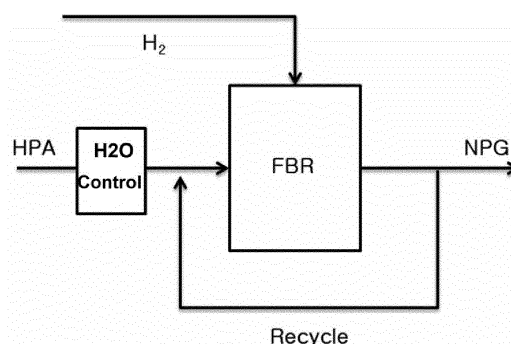 H₂
HPA
H2O
Control
FBR
NPG
Recycle